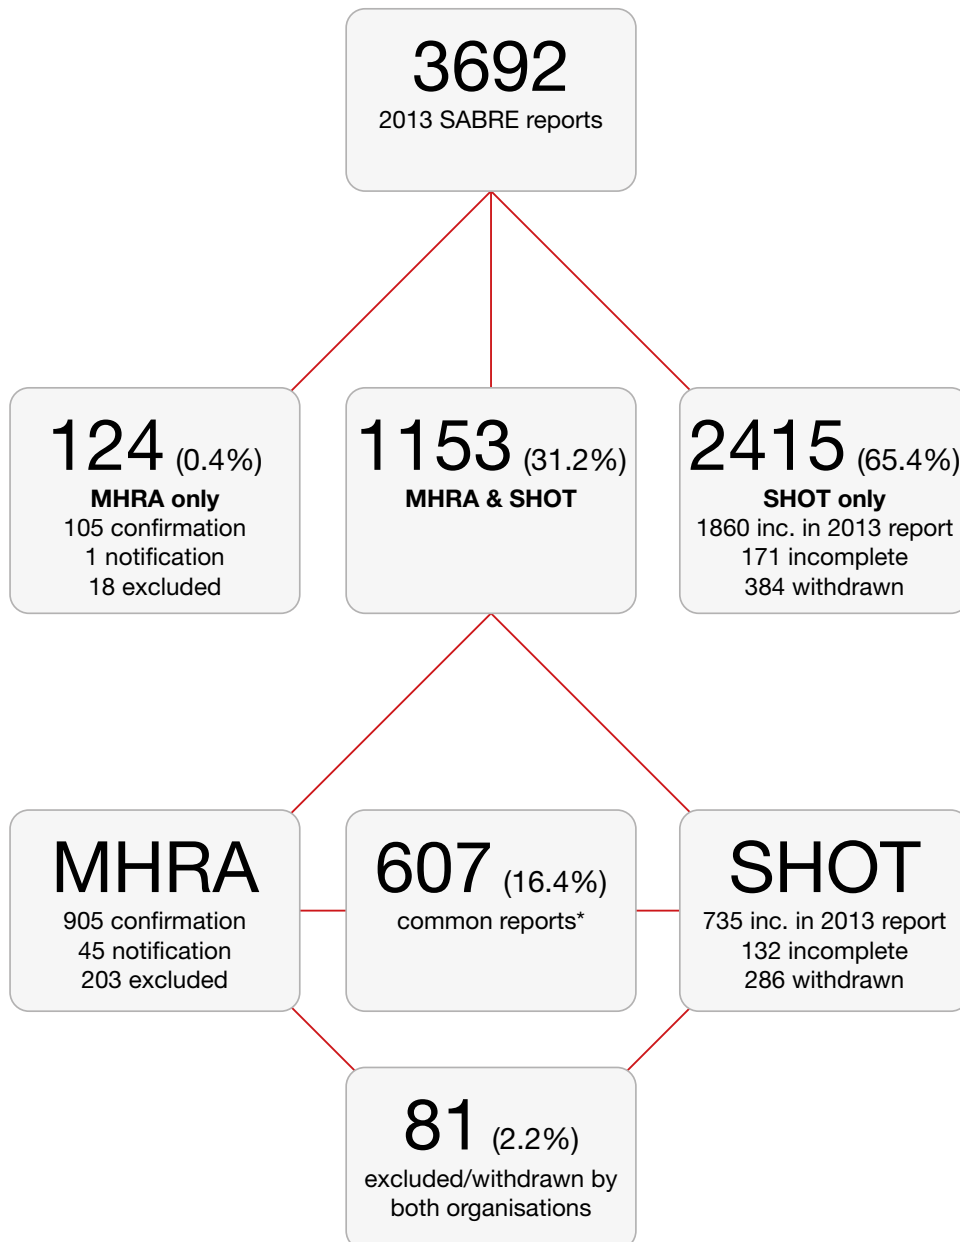 3692
2013 SABRE reports
124 (0.4%)
MHRA only
105 confirmation
1 notification
18 excluded
1153 (31.2%)
MHRA & SHOT
2415 (65.4%)
SHOT only
1860 inc. in 2013 report
171 incomplete
384 withdrawn
MHRA
905 confirmation
45 notification
203 excluded
607 (16.4%)
common reports*
SHOT
735 inc. in 2013 report
132 incomplete
286 withdrawn
81 (2.2%)
excluded/withdrawn by
both organisations